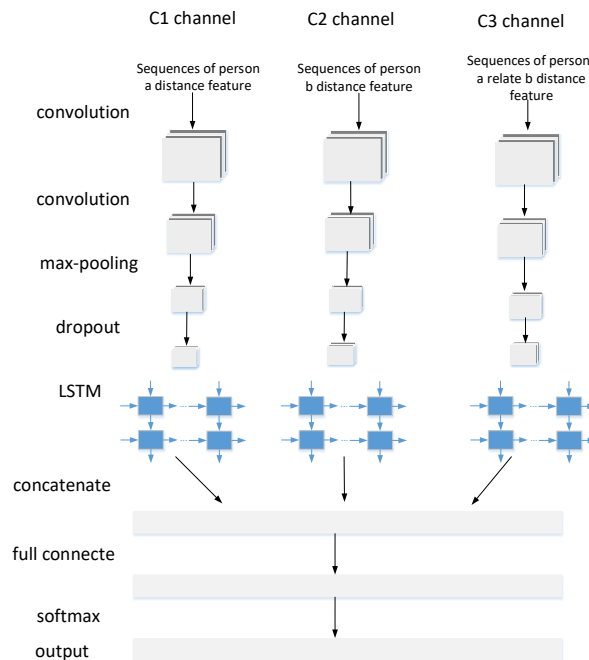 C1 channel
C2 channel
C3 channel
Sequences of person
a distance feature
Sequences of person
b distance feature
Sequences of person
a relate b distance
feature
convolution
convolution
max-pooling
dropout
LSTM
concatenate
full connecte
softmax
output